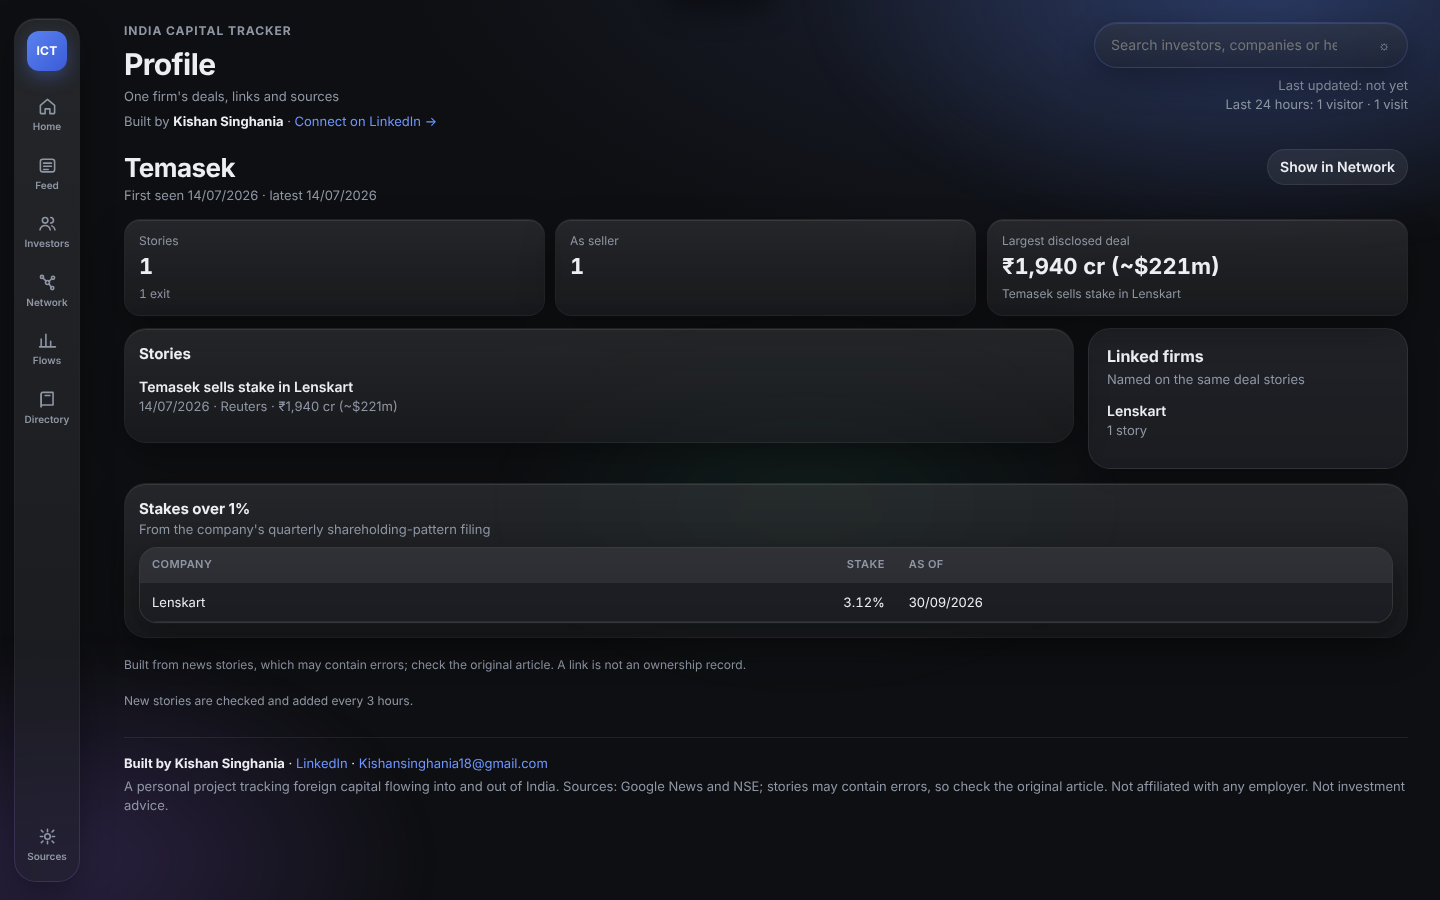 ICT
Home
Feed
Investors
Network
Flows
Directory
Sources
INDIA CAPITAL TRACKER
Profile
One firm's deals, links and sources
Built by Kishan Singhania · Connect on LinkedIn →
Search investors, companies or he
Last updated: not yet
Last 24 hours: 1 visitor · 1 visit
Temasek
First seen 14/07/2026 · latest 14/07/2026
Show in Network
Stories
1
1 exit
As seller
1
Largest disclosed deal
₹1,940 cr (~$221m)
Temasek sells stake in Lenskart
Stories
Temasek sells stake in Lenskart
14/07/2026 · Reuters · ₹1,940 cr (~$221m)
Linked firms
Named on the same deal stories
Lenskart
1 story
Stakes over 1%
From the company's quarterly shareholding-pattern filing
COMPANY STAKE AS OF
Lenskart 3.12% 30/09/2026
Built from news stories, which may contain errors; check the original article. A link is not an ownership record.
New stories are checked and added every 3 hours.
Built by Kishan Singhania · LinkedIn · Kishansinghania18@gmail.com
A personal project tracking foreign capital flowing into and out of India. Sources: Google News and NSE; stories may contain errors, so check the original article. Not affiliated with any employer. Not investment
advice.